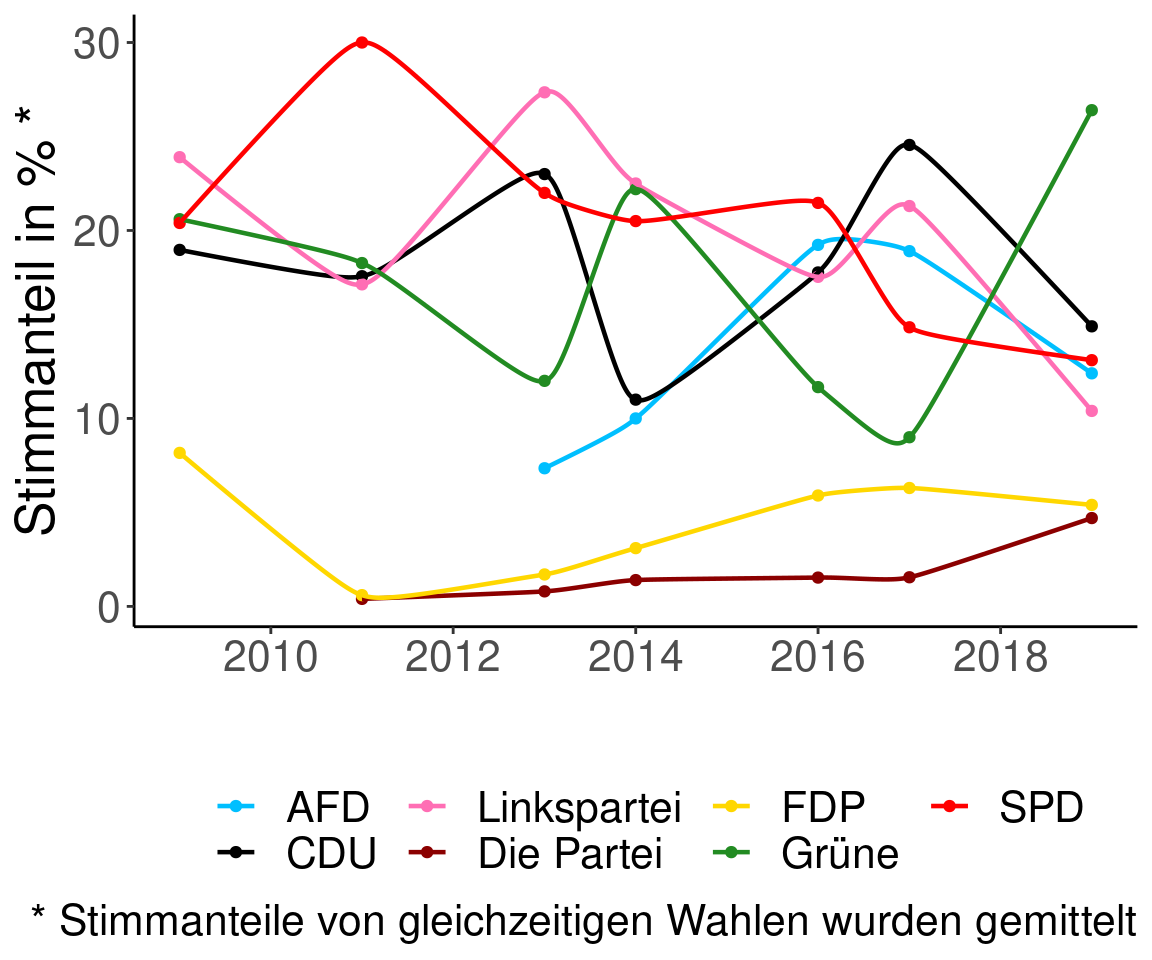 Stimmanteil in % *
30
20
10
0
2010 2012 2014 2016 2018
AFD Linkspartei FDP SPD
CDU Die Partei Grüne
* Stimmanteile von gleichzeitigen Wahlen wurden gemittelt